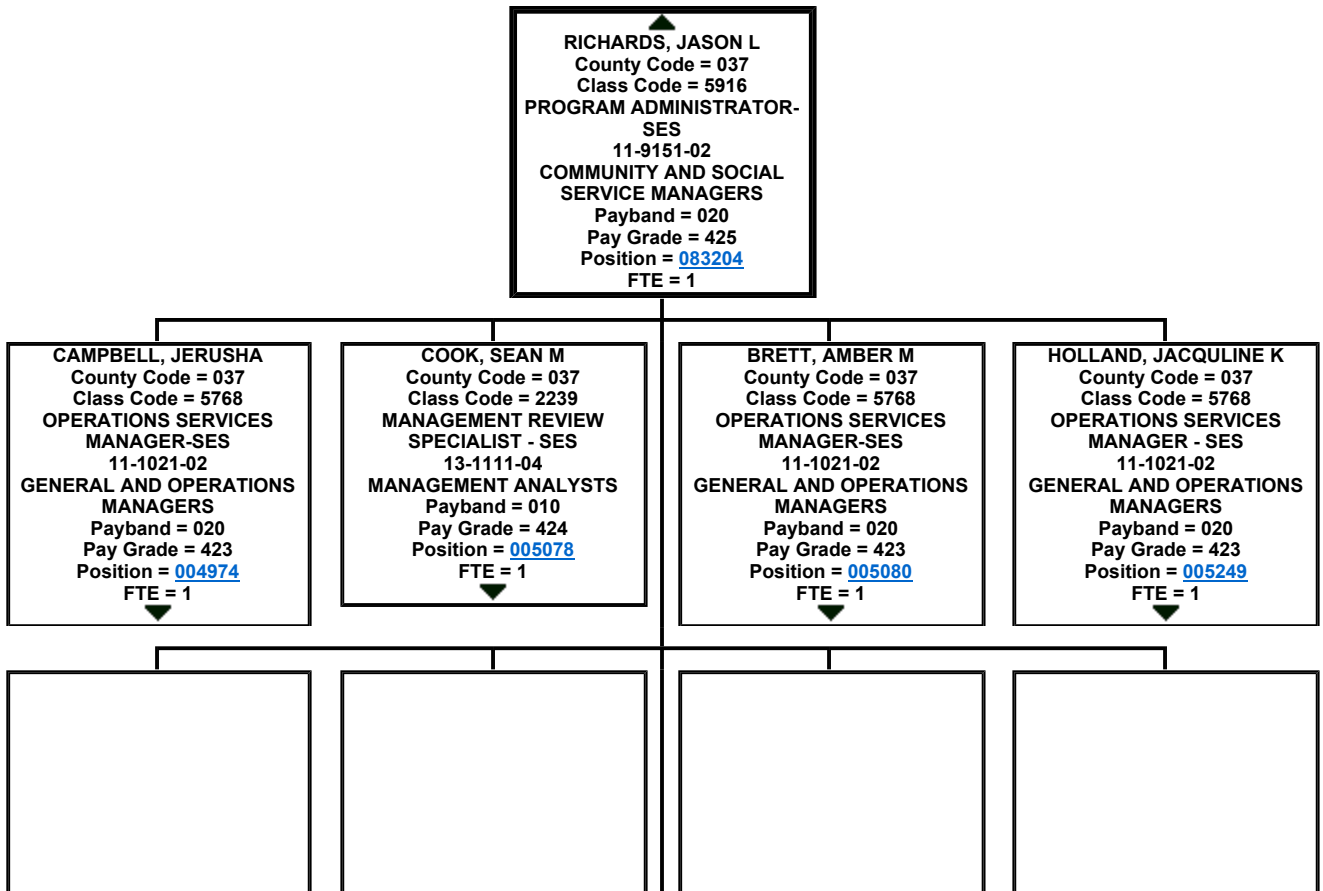 RICHARDS, JASON L
County Code = 037
Class Code = 5916
PROGRAM ADMINISTRATOR-
SES
11-9151-02
COMMUNITY AND SOCIAL
SERVICE MANAGERS
Payband = 020
Pay Grade = 425
Position = 083204
FTE = 1
CAMPBELL, JERUSHA
County Code = 037
Class Code = 5768
OPERATIONS SERVICES
MANAGER-SES
11-1021-02
GENERAL AND OPERATIONS
MANAGERS
Payband = 020
Pay Grade = 423
Position = 004974
FTE = 1
COOK, SEAN M
County Code = 037
Class Code = 2239
MANAGEMENT REVIEW
SPECIALIST - SES
13-1111-04
MANAGEMENT ANALYSTS
Payband = 010
Pay Grade = 424
Position = 005078
FTE = 1
BRETT, AMBER M
County Code = 037
Class Code = 5768
OPERATIONS SERVICES
MANAGER-SES
11-1021-02
GENERAL AND OPERATIONS
MANAGERS
Payband = 020
Pay Grade = 423
Position = 005080
FTE = 1
HOLLAND, JACQULINE K
County Code = 037
Class Code = 5768
OPERATIONS SERVICES
MANAGER - SES
11-1021-02
GENERAL AND OPERATIONS
MANAGERS
Payband = 020
Pay Grade = 423
Position = 005249
FTE = 1